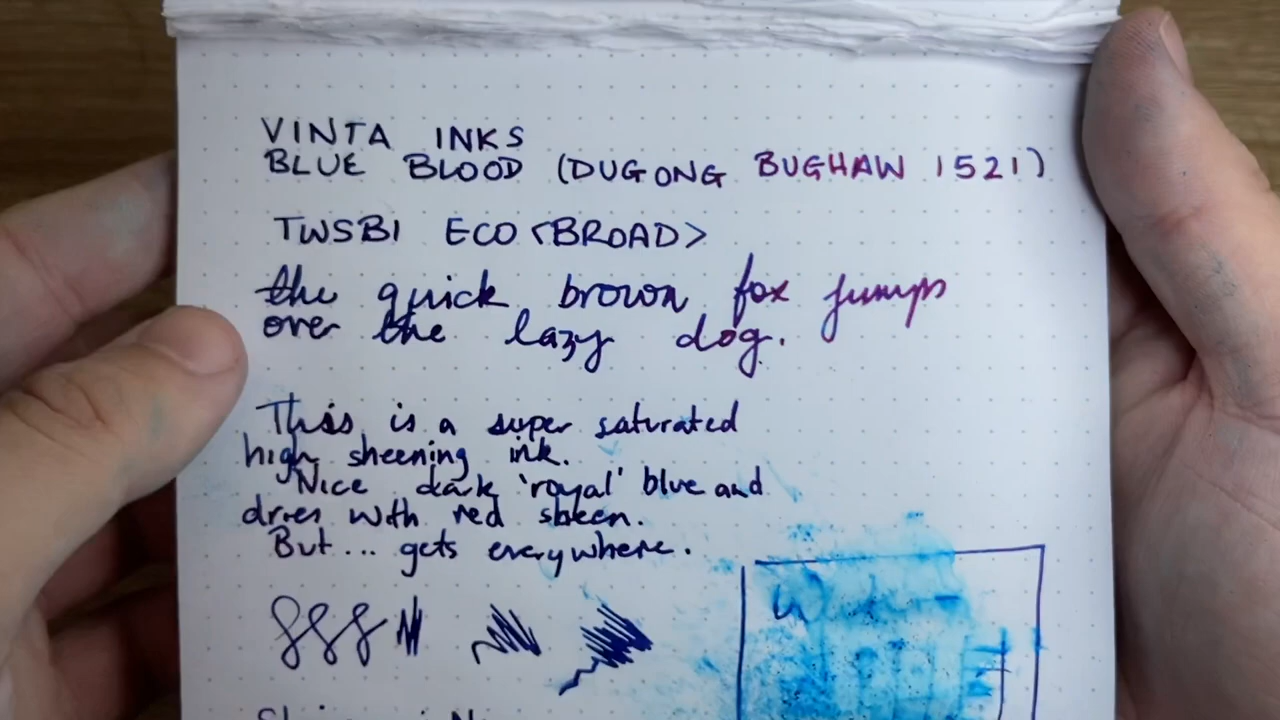 VINTA INKS
BLUE BLOOD (DUGONG BUGHAW 1521)
TWSBI ECO <BROAD>
the quick brown fox jumps
over the lazy dog.
This is a super saturated
high sheening ink.
Nice dark 'royal' blue and
dries with red sheen.
But... gets everywhere.